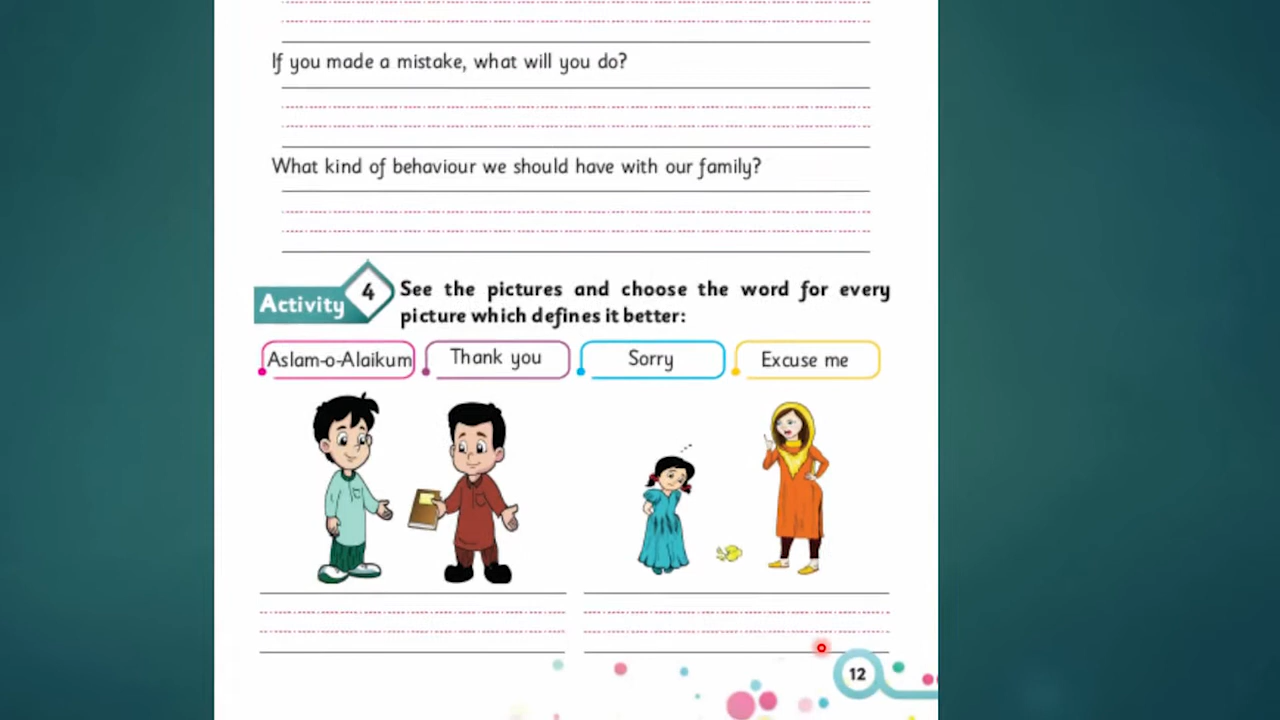 If you made a mistake, what will you do?
What kind of behaviour we should have with our family?
Activity 4
See the pictures and choose the word for every
picture which defines it better:
Aslam-o-Alaikum Thank you Sorry Excuse me
12